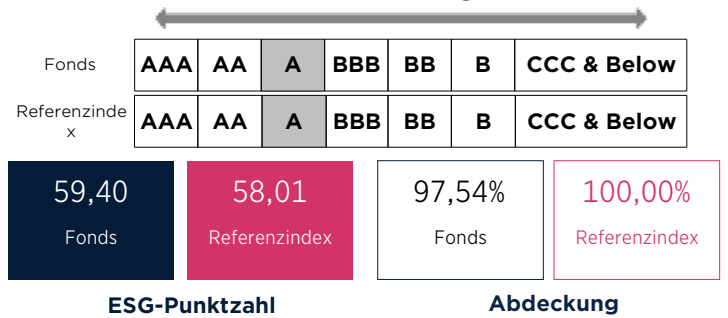 Fonds AAA AA A BBB BB B CCC & Below
Referenzinde
x AAA AA A BBB BB B CCC & Below
59,40 58,01 97,54% 100,00%
Fonds Referenzindex Fonds Referenzindex
ESG-Punktzahl Abdeckung